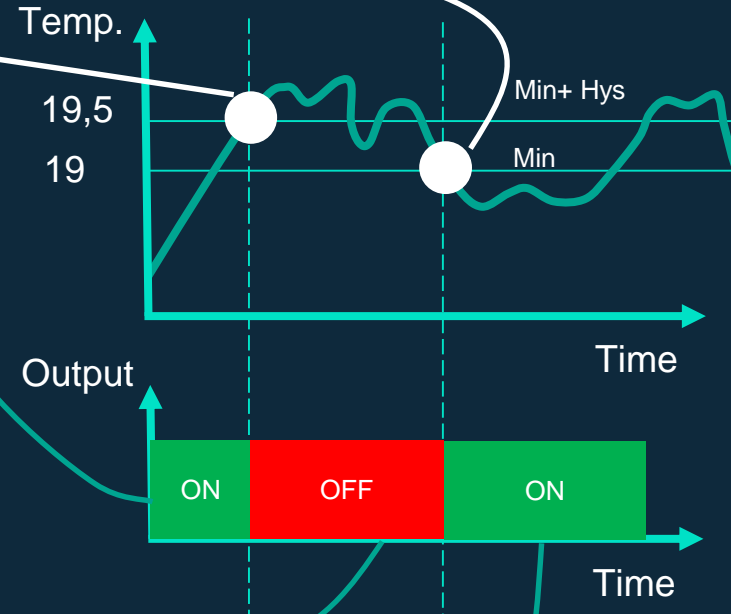 Temp.
Min+ Hys
19,5
Min
19
Time
Output
ON
OFF
ON
Time